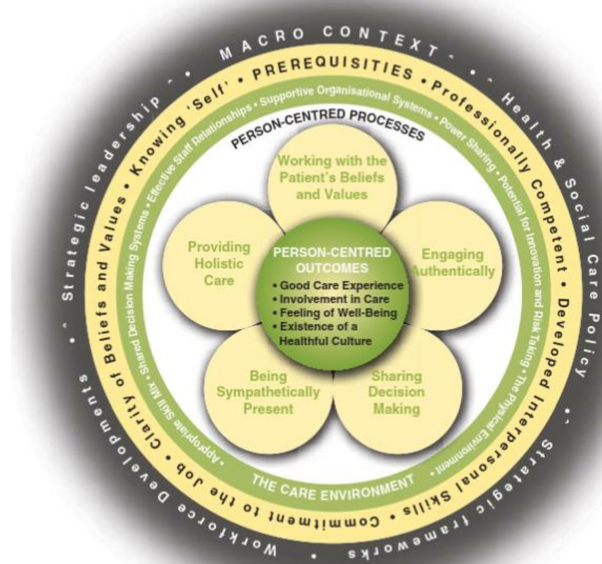 MACRO CONTEXT
Health & Social Care Policy
Strategic frameworks
Workforce Developments
Strategic leadership
PREREQUISITIES • Professionally Competent • Developed Interpersonal Skills • Commitment to the Job • Clarity of Beliefs and Values • Knowing 'Self' •
THE CARE ENVIRONMENT
• Appropriate Skill Mix • Shared Decision Making Systems • Effective Staff Relationships • Supportive Organisational Systems • Power Sharing • Potential for Innovation and Risk Taking • The Physical Environment •
PERSON-CENTRED PROCESSES
Working with the
Patient's Beliefs
and Values
Engaging
Authentically
Sharing
Decision
Making
Being
Sympathetically
Present
Providing
Holistic
Care
PERSON-CENTRED
OUTCOMES
• Good Care Experience
• Involvement in Care
• Feeling of Well-Being
• Existence of a
Healthful Culture